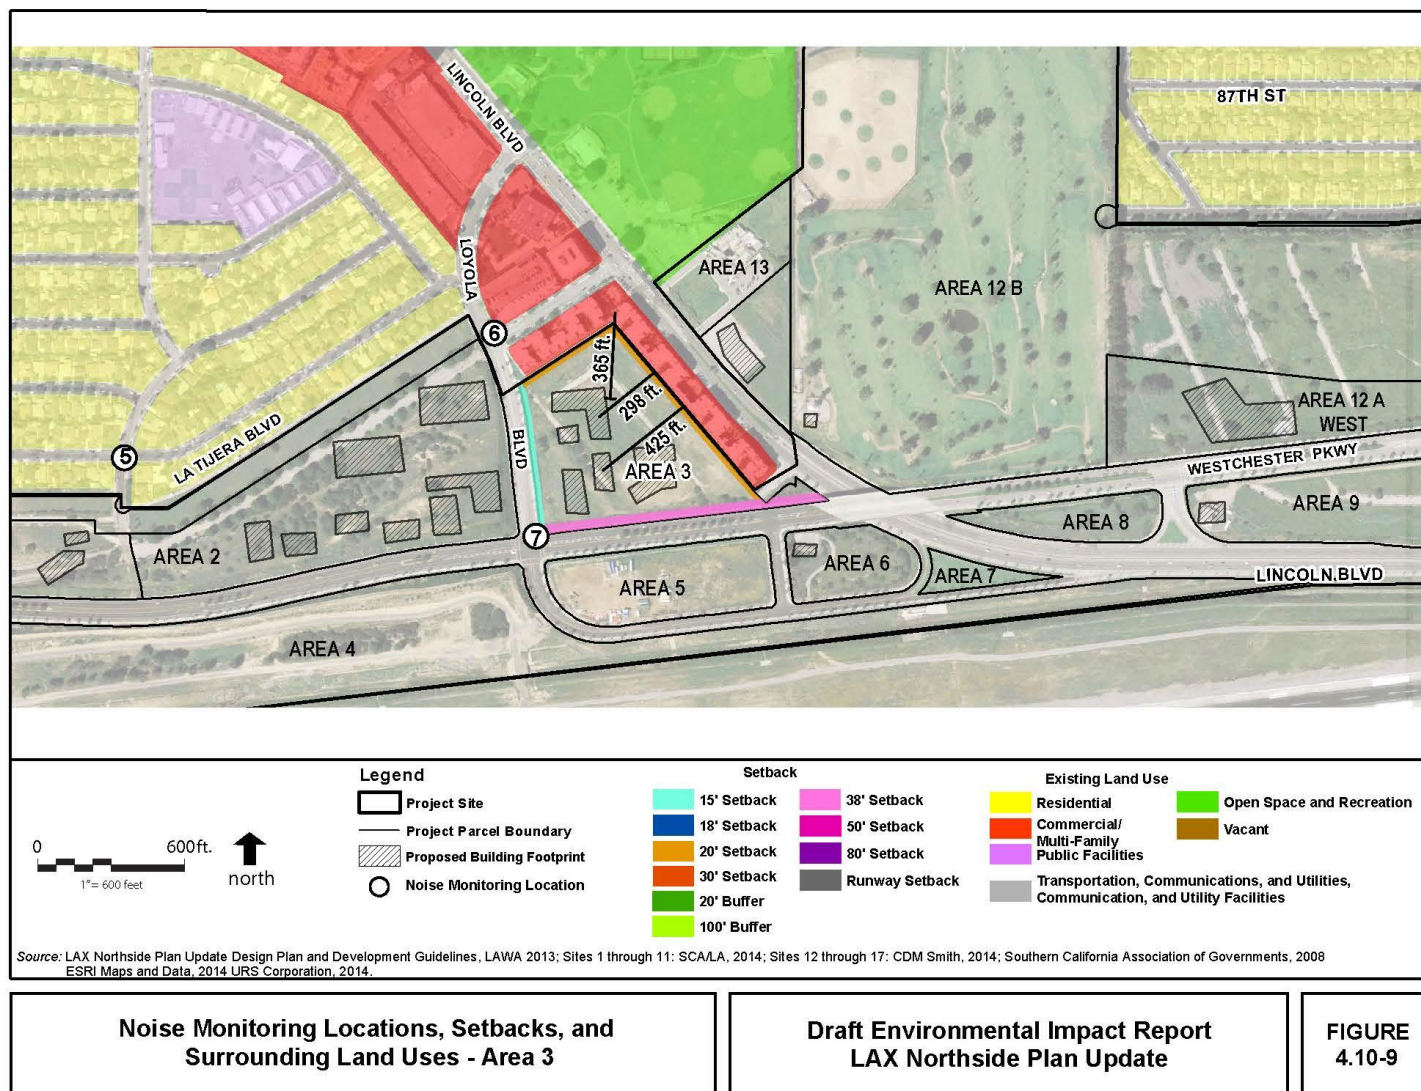 LINCOLN BLVD
87TH ST
LOYOLA
AREA 13
AREA 12 B
6
365 ft.
298 ft.
425 ft.
AREA 12 A
WEST
LA TIJERA BLVD
BLVD
5
AREA 3
WESTCHESTER PKWY
AREA 9
AREA 8
7
AREA 2
AREA 6
AREA 7
LINCOLN BLVD
AREA 5
AREA 4
Legend
Project Site
Project Parcel Boundary
Proposed Building Footprint
Noise Monitoring Location
0
600ft.
1"= 600 feet
north
Setback
15' Setback
18' Setback
20' Setback
30' Setback
20' Buffer
100' Buffer
38' Setback
50' Setback
80' Setback
Runway Setback
Existing Land Use
Residential
Commercial/
Multi-Family
Public Facilities
Transportation, Communications, and Utilities,
Communication, and Utility Facilities
Open Space and Recreation
Vacant
Source: LAX Northside Plan Update Design Plan and Development Guidelines, LAWA 2013; Sites 1 through 11: SCA/LA, 2014; Sites 12 through 17: CDM Smith, 2014; Southern California Association of Governments, 2008
ESRI Maps and Data, 2014 URS Corporation, 2014.
Noise Monitoring Locations, Setbacks, and
Surrounding Land Uses - Area 3
Draft Environmental Impact Report
LAX Northside Plan Update
FIGURE
4.10-9